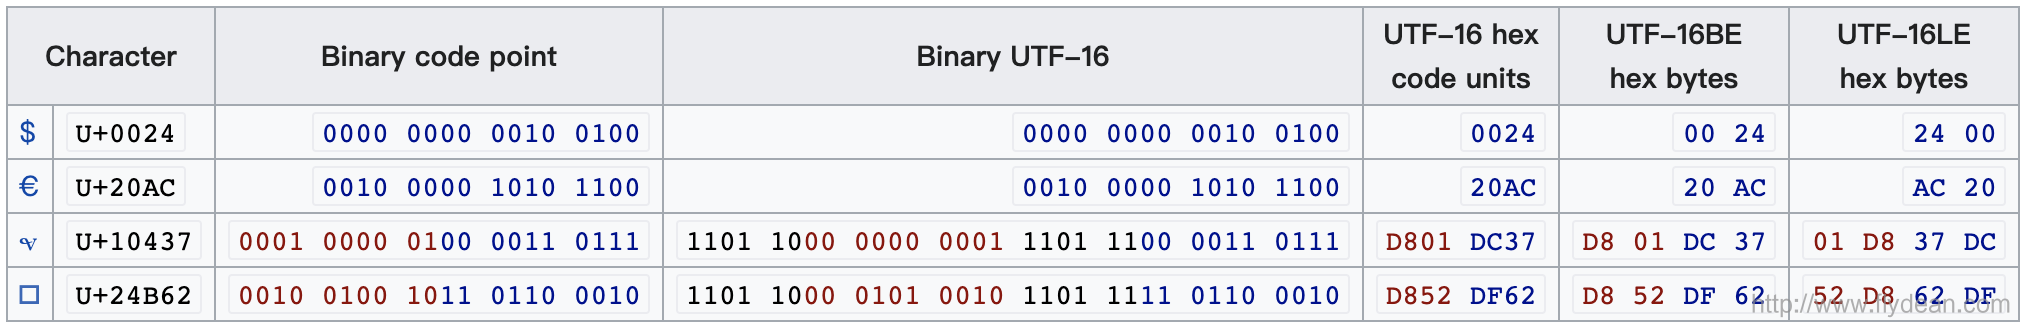 Character Binary code point Binary UTF-16 UTF-16 hex code units UTF-16BE hex bytes UTF-16LE hex bytes
$ U+0024 0000 0000 0010 0100 0000 0000 0010 0100 0024 00 24 24 00
€ U+20AC 0010 0000 1010 1100 0010 0000 1010 1100 20AC 20 AC AC 20
𐐷 U+10437 0001 0000 0100 0011 0111 1101 1000 0000 0001 1101 1100 0011 0111 D801 DC37 D8 01 DC 37 01 D8 37 DC
□ U+24B62 0010 0100 1011 0110 0010 1101 1000 0101 0010 1101 1111 0110 0010 D852 DF62 D8 52 DF 62 52 D8 62 DF
http://www.flydean.com